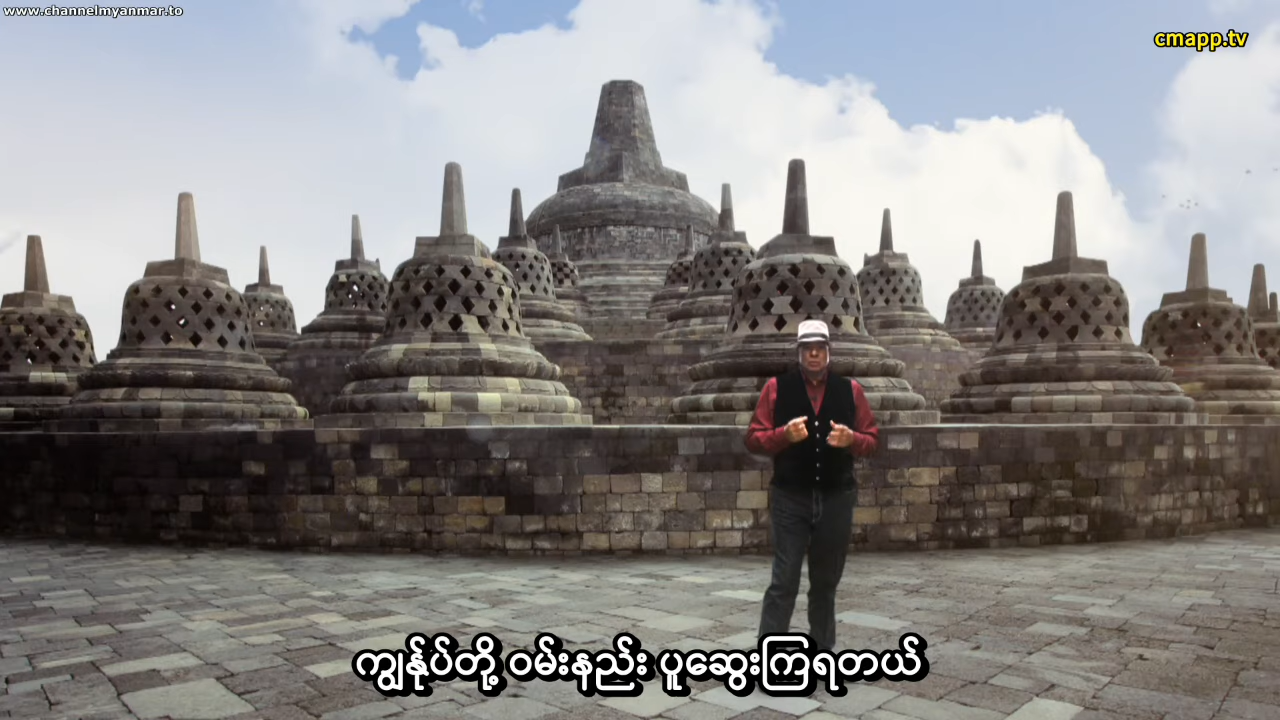 www.channelmyanmar.to
cmapp.tv
ကျွန်ုပ်တို့ ဝမ်းနည်း ပူဆွေးကြရတယ်